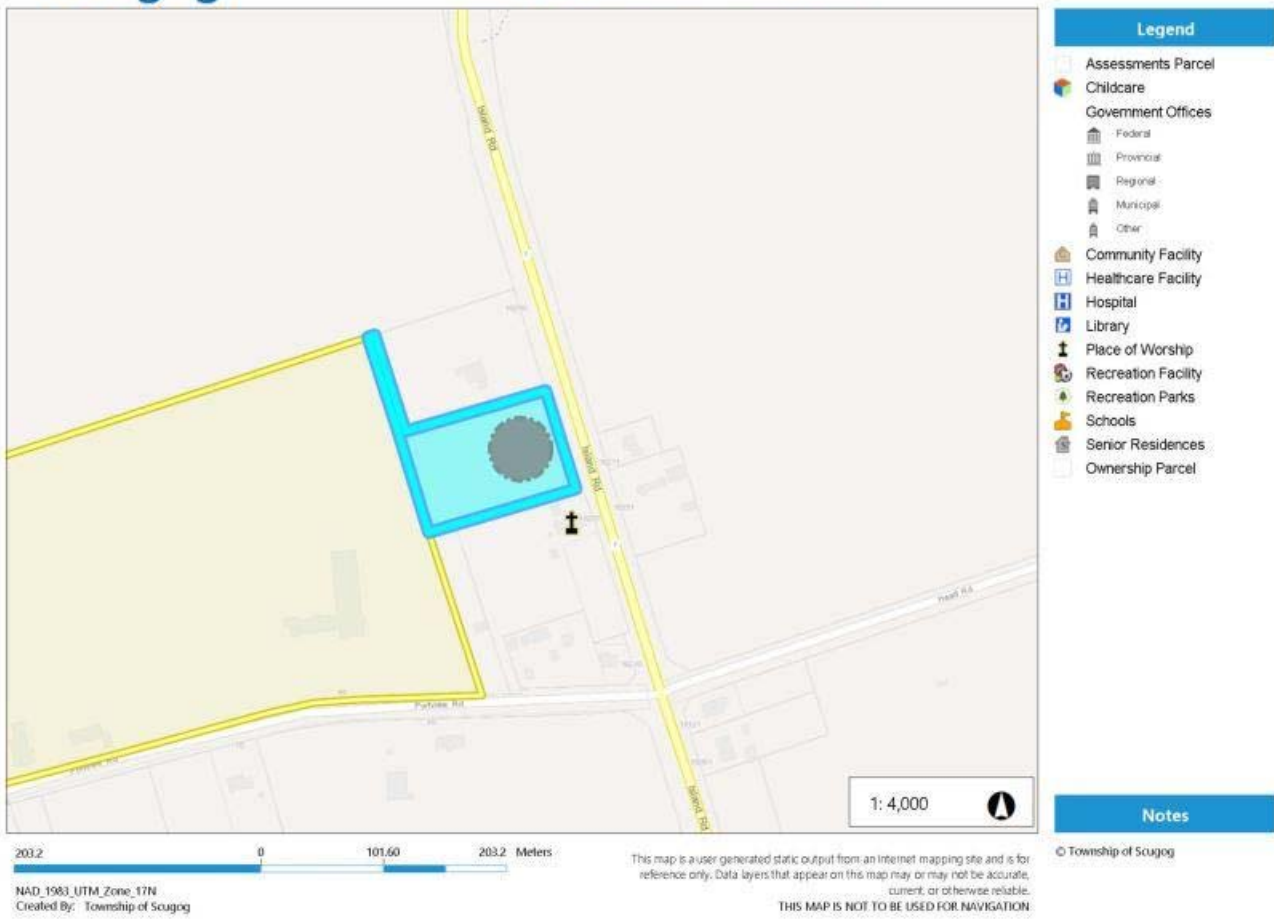 Legend
Assessments Parcel
Childcare
Government Offices
Federal
Provincial
Regional
Municipal
Other
Community Facility
Healthcare Facility
Hospital
Library
Place of Worship
Recreation Facility
Recreation Parks
Schools
Senior Residences
Ownership Parcel
Island Rd
Island Rd
Head Rd
Island Rd
1: 4,000
Notes
© Township of Scugog
203.2
0
101.60
203.2 Meters
NAD_1983_UTM_Zone_17N
Created By: Township of Scugog
This map is a user generated static output from an Internet mapping site and is for
reference only. Data layers that appear on this map may or may not be accurate,
current, or otherwise reliable.
THIS MAP IS NOT TO BE USED FOR NAVIGATION